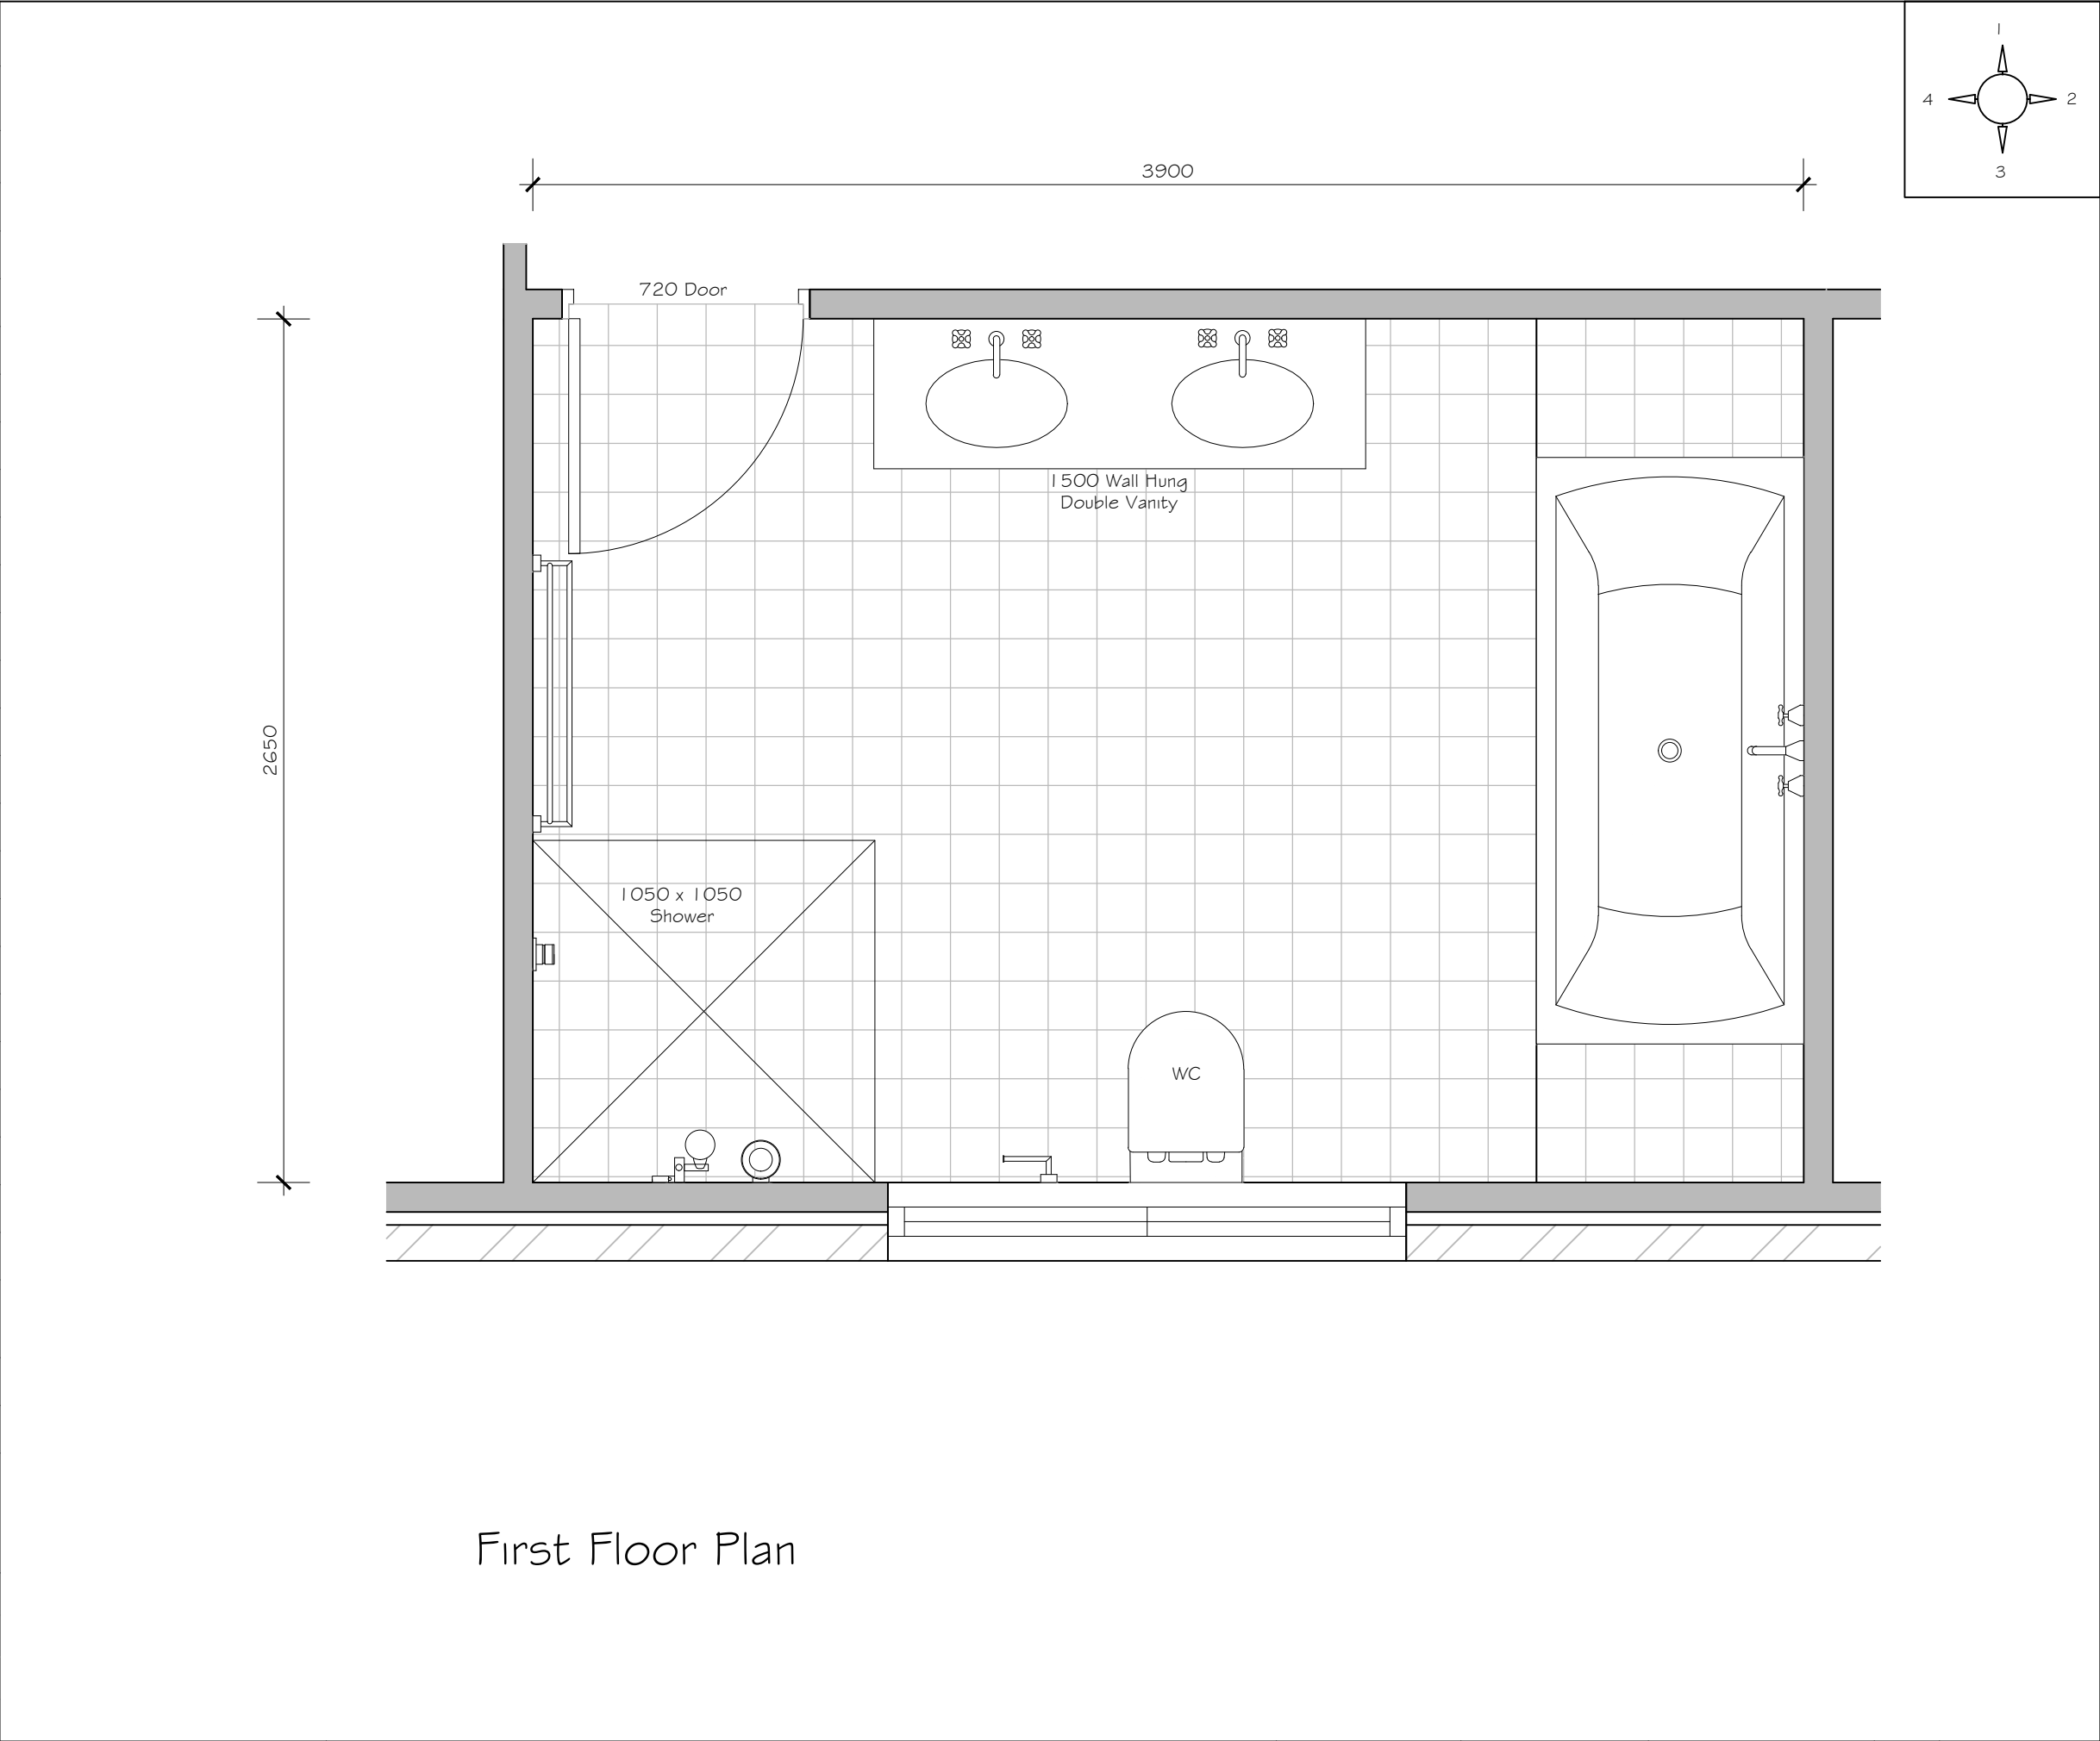 1
4
2
3
3900
720 Door
1500 Wall Hung
Double Vanity
2650
1050 x 1050
Shower
WC
First Floor Plan